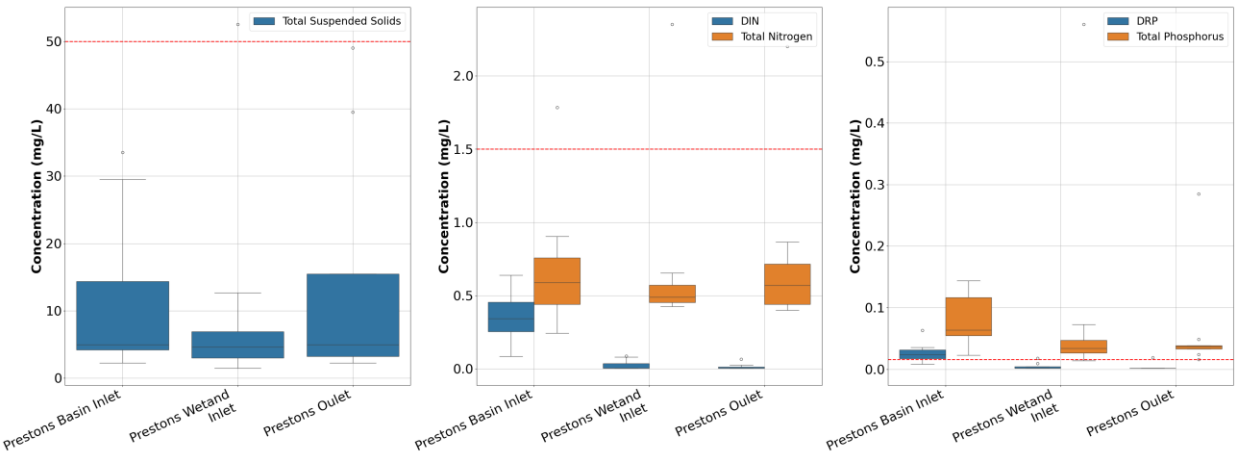 Total Suspended Solids
Concentration (mg/L)
50
40
30
20
10
0
Prestons Basin Inlet
Prestons Wetand
Inlet
Prestons Oulet
DIN
Total Nitrogen
Concentration (mg/L)
2.0
1.5
1.0
0.5
0.0
Prestons Basin Inlet
Prestons Wetand
Inlet
Prestons Oulet
DRP
Total Phosphorus
Concentration (mg/L)
0.5
0.4
0.3
0.2
0.1
0.0
Prestons Basin Inlet
Prestons Wetand
Inlet
Prestons Oulet